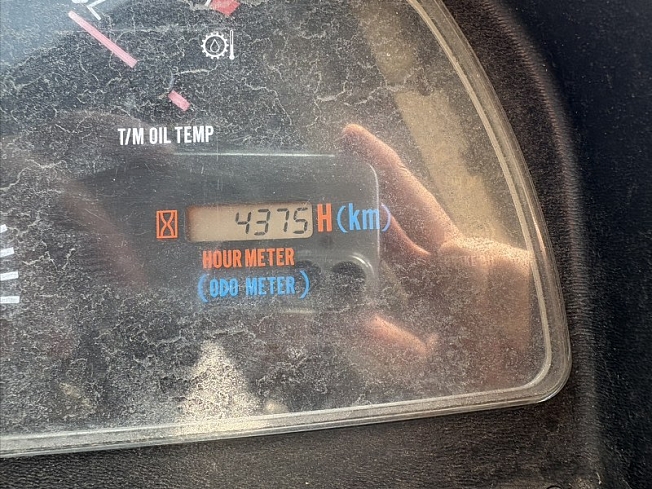 T/M OIL TEMP
4375 H (km)
HOUR METER
(ODO METER)